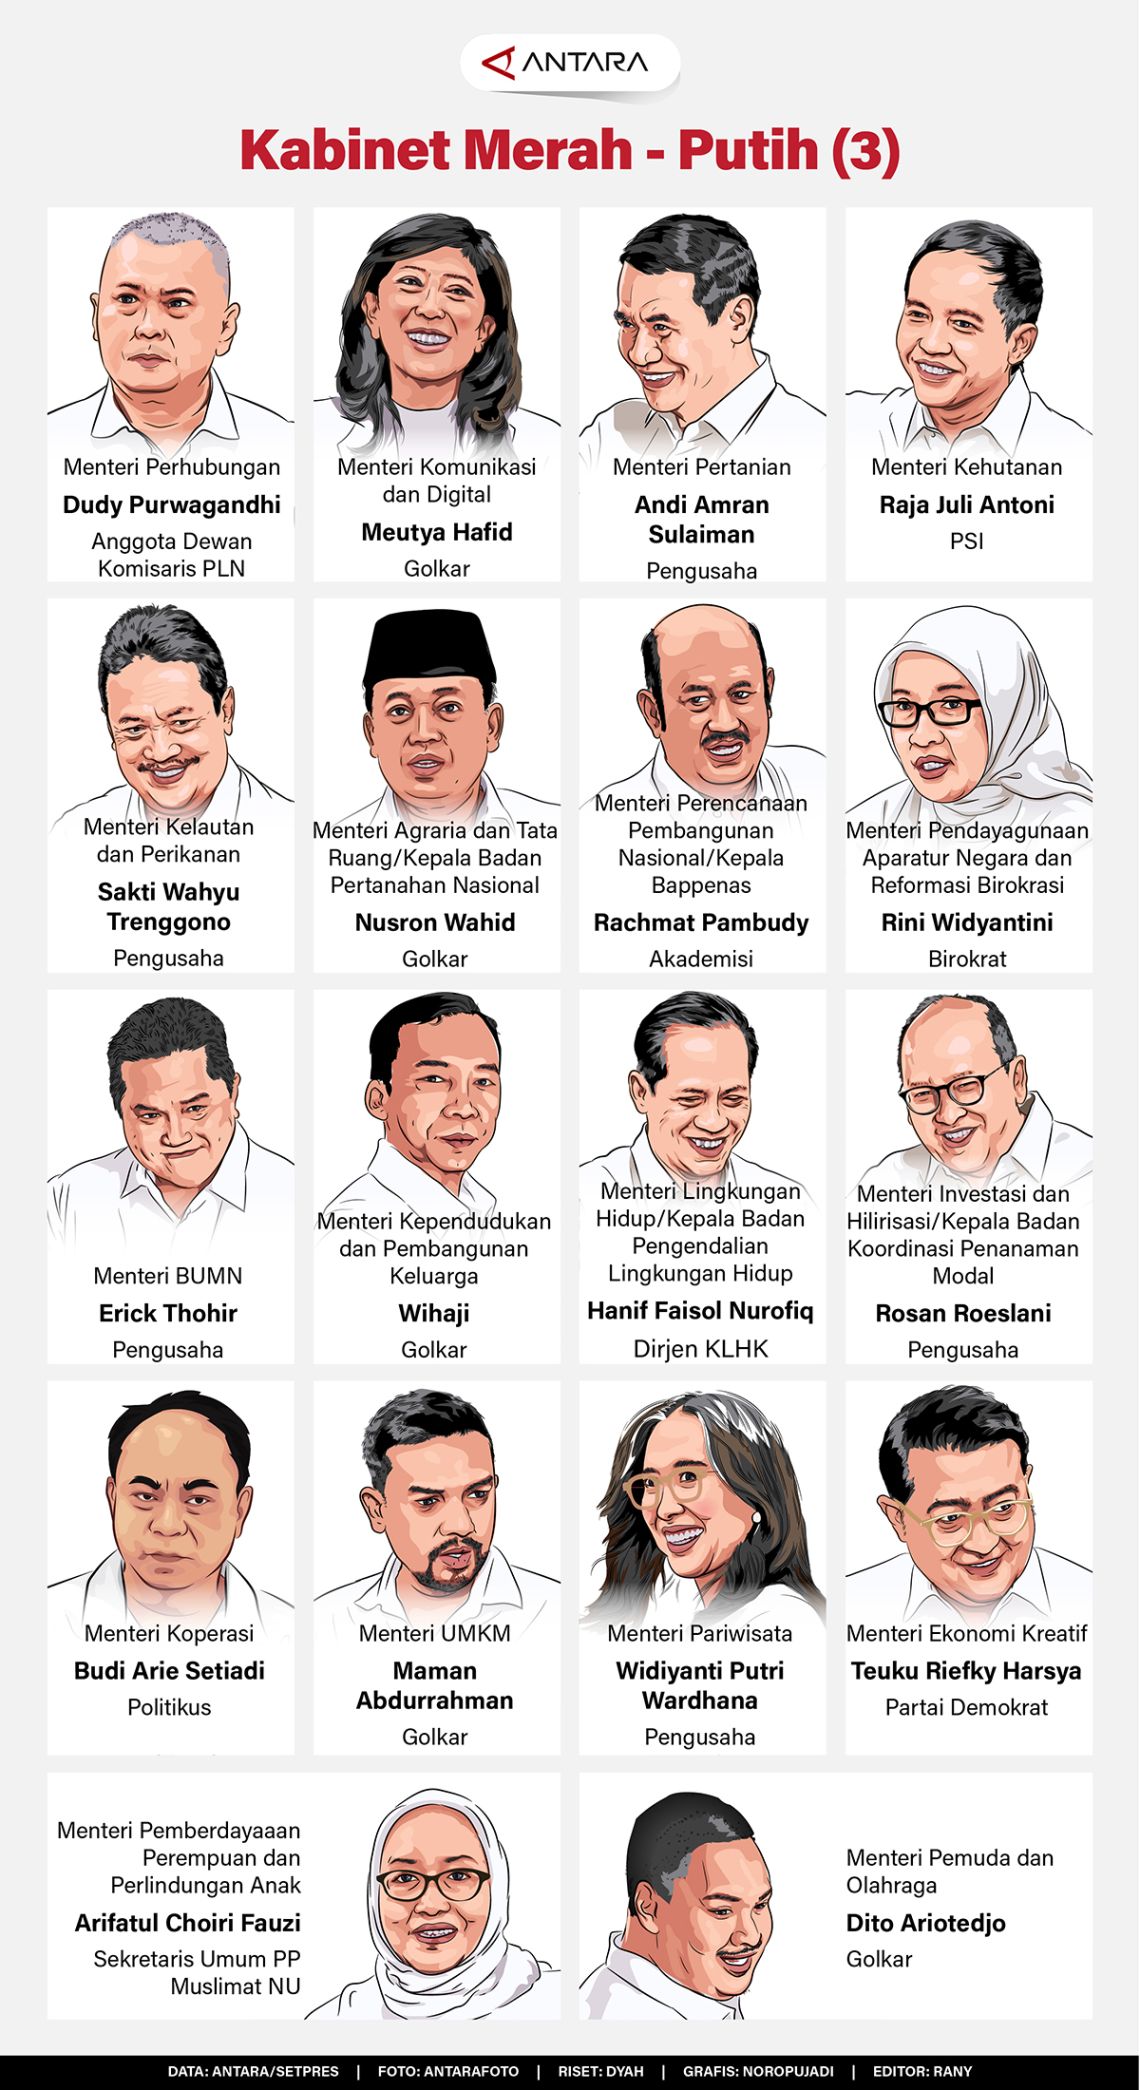 ANTARA
Kabinet Merah - Putih (3)
Menteri Perhubungan
Dudy Purwagandhi
Anggota Dewan
Komisaris PLN
Menteri Komunikasi
dan Digital
Meutya Hafid
Golkar
Menteri Pertanian
Andi Amran
Sulaiman
Pengusaha
Menteri Kehutanan
Raja Juli Antoni
PSI
Menteri Kelautan
dan Perikanan
Sakti Wahyu
Trenggono
Pengusaha
Menteri Agraria dan Tata
Ruang/Kepala Badan
Pertanahan Nasional
Nusron Wahid
Golkar
Menteri Perencanaan
Pembangunan
Nasional/Kepala
Bappenas
Rachmat Pambudy
Akademisi
Menteri Pendayagunaan
Aparatur Negara dan
Reformasi Birokrasi
Rini Widyantini
Birokrat
Menteri BUMN
Erick Thohir
Pengusaha
Menteri Kependudukan
dan Pembangunan
Keluarga
Wihaji
Golkar
Menteri Lingkungan
Hidup/Kepala Badan
Pengendalian
Lingkungan Hidup
Hanif Faisol Nurofiq
Dirjen KLHK
Menteri Investasi dan
Hilirisasi/Kepala Badan
Koordinasi Penanaman
Modal
Rosan Roeslani
Pengusaha
Menteri Koperasi
Budi Arie Setiadi
Politikus
Menteri UMKM
Maman
Abdurrahman
Golkar
Menteri Pariwisata
Widiyanti Putri
Wardhana
Pengusaha
Menteri Ekonomi Kreatif
Teuku Riefky Harsya
Partai Demokrat
Menteri Pemberdayaaan
Perempuan dan
Perlindungan Anak
Arifatul Choiri Fauzi
Sekretaris Umum PP
Muslimat NU
Menteri Pemuda dan
Olahraga
Dito Ariotedjo
Golkar
DATA: ANTARA/SETPRES | FOTO: ANTARAFOTO | RISET: DYAH | GRAFIS: NOROPUJADI | EDITOR: RANY